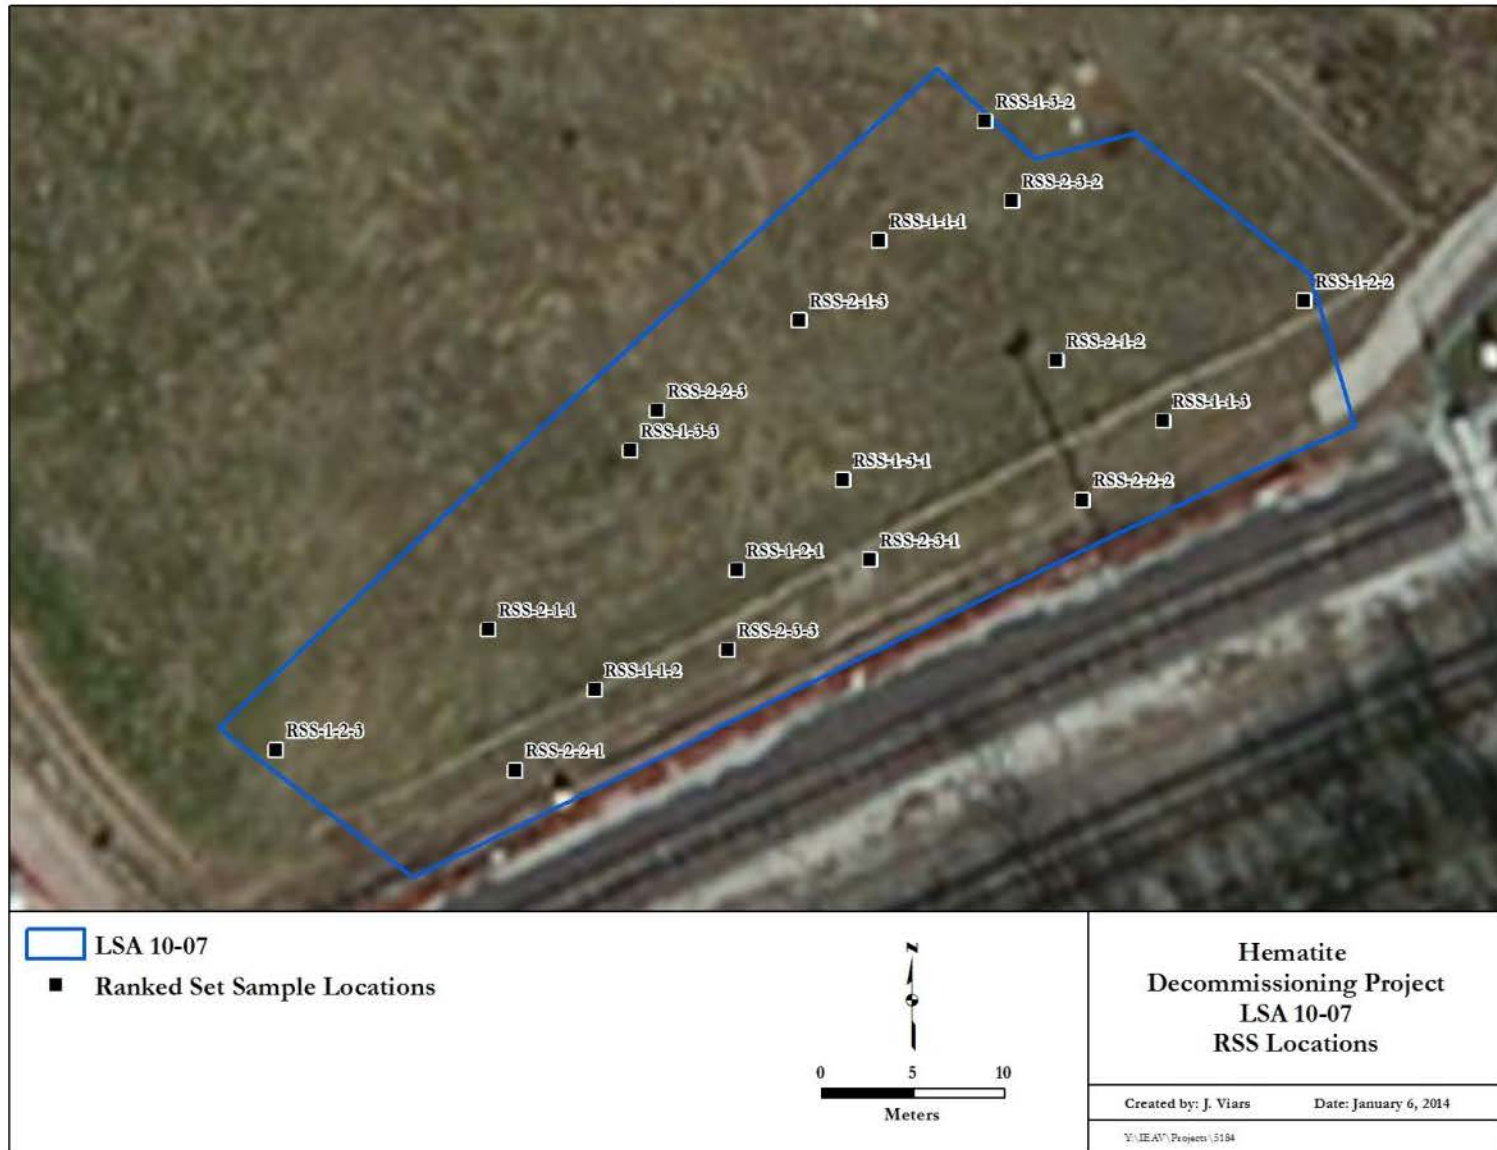 RSS-1-3-2
RSS-2-3-2
RSS-1-1-1
RSS-1-2-2
RSS-2-1-3
RSS-2-1-2
RSS-2-2-3
RSS-1-1-3
RSS-1-3-3
RSS-1-3-1
RSS-2-2-2
RSS-2-3-1
RSS-1-2-1
RSS-2-1-1
RSS-2-3-3
RSS-1-1-2
RSS-1-2-3
RSS-2-2-1
LSA 10-07
Ranked Set Sample Locations
N
0 5 10
Meters
Hematite
Decommissioning Project
LSA 10-07
RSS Locations
Created by: J. Viars Date: January 6, 2014
Y:\IEAV\Projects\5184